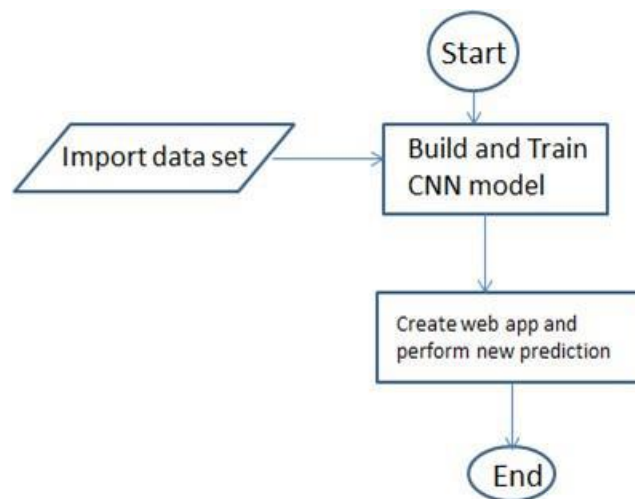 Start
Import data set
Build and Train
CNN model
Create web app and
perform new prediction
End